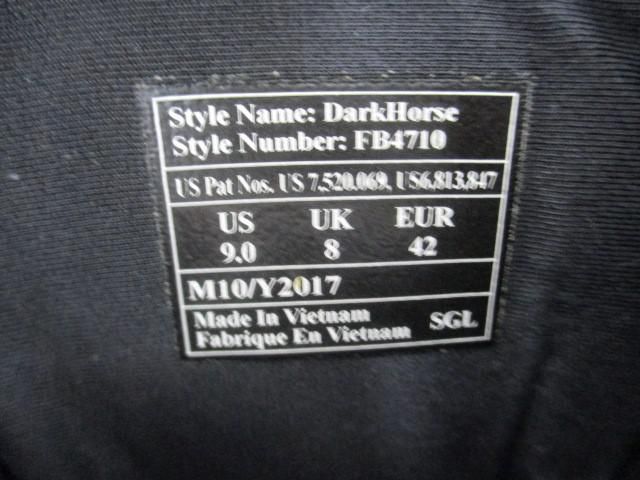 Style Name: DarkHorse
Style Number: FB4710
US Pat Nos. US 7,520,069, US6,813,847
US UK EUR
9.0 8 42
M10/Y2017
Made In Vietnam
Fabrique En Vietnam SGL